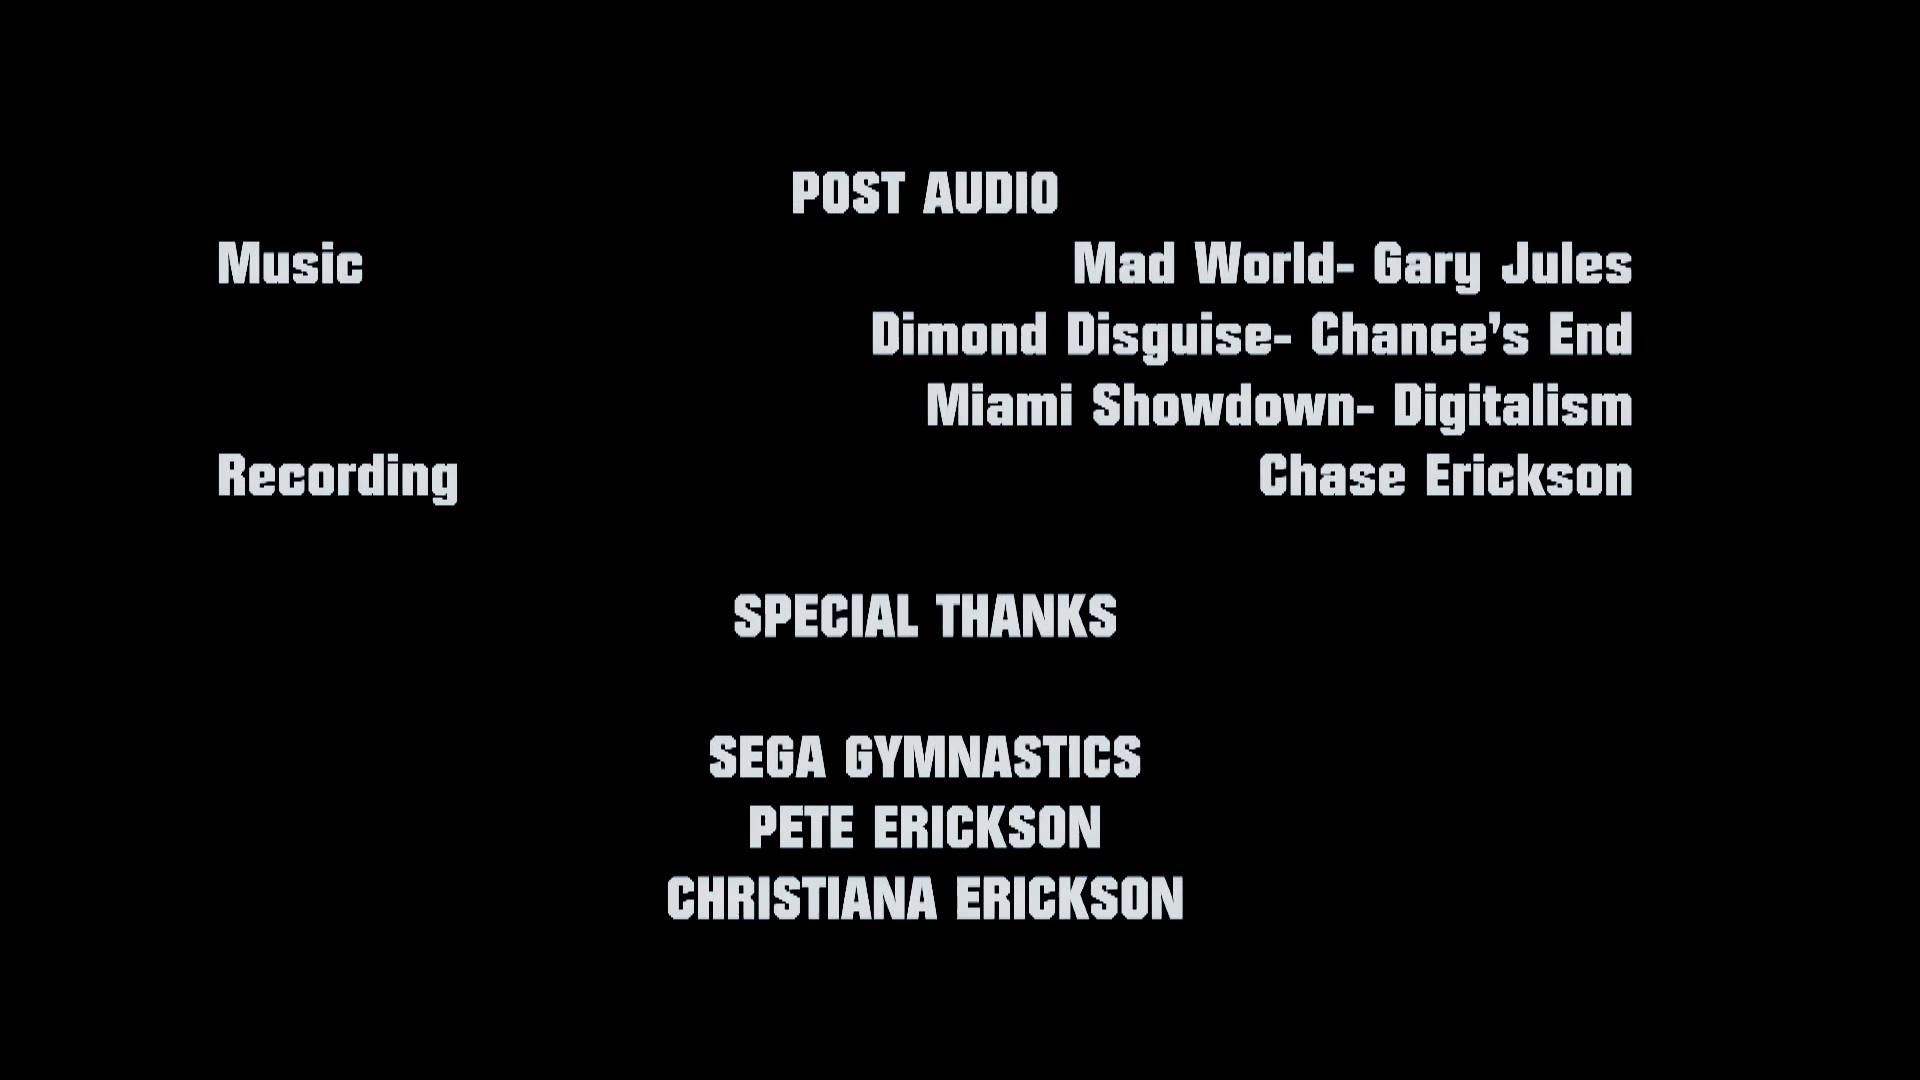 POST AUDIO
Music Mad World- Gary Jules
Dimond Disguise- Chance's End
Miami Showdown- Digitalism
Recording Chase Erickson
SPECIAL THANKS
SEGA GYMNASTICS
PETE ERICKSON
CHRISTIANA ERICKSON